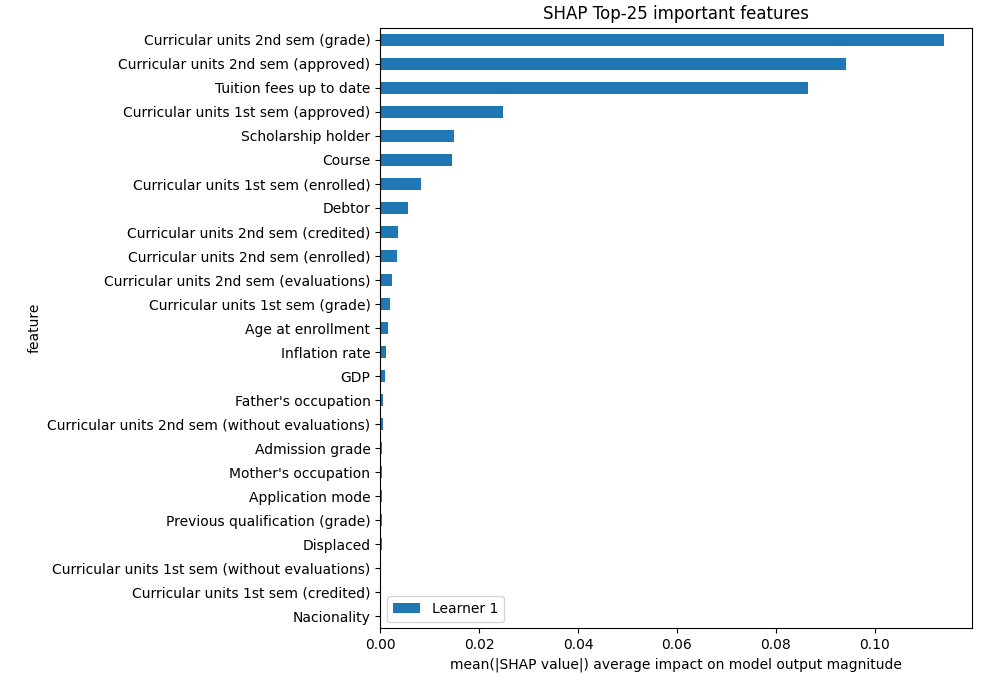 SHAP Top-25 important features
Curricular units 2nd sem (grade)
Curricular units 2nd sem (approved)
Tuition fees up to date
Curricular units 1st sem (approved)
Scholarship holder
Course
Curricular units 1st sem (enrolled)
Debtor
Curricular units 2nd sem (credited)
Curricular units 2nd sem (enrolled)
Curricular units 2nd sem (evaluations)
Curricular units 1st sem (grade)
Age at enrollment
Inflation rate
GDP
Father's occupation
Curricular units 2nd sem (without evaluations)
Admission grade
Mother's occupation
Application mode
Previous qualification (grade)
Displaced
Curricular units 1st sem (without evaluations)
Curricular units 1st sem (credited)
Nacionality
feature
Learner 1
0.00 0.02 0.04 0.06 0.08 0.10
mean(|SHAP value|) average impact on model output magnitude